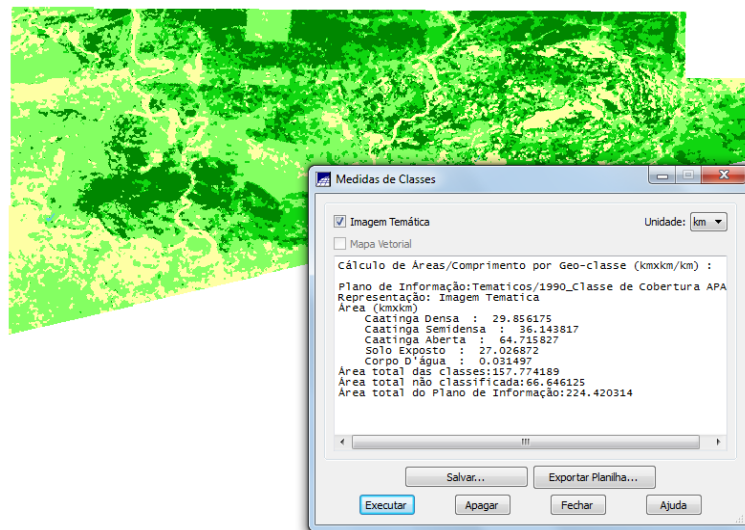 Medidas de Classes
Imagem Temática
Unidade: km
Mapa Vetorial
Cálculo de Áreas/Comprimento por Geo-classe (kmxkm/km) :
Plano de Informação:Tematicos/1990_Classe de Cobertura APA
Representação: Imagem Tematica
Área (kmxkm)
Caatinga Densa : 29.856175
Caatinga Semidensa : 36.143817
Caatinga Aberta : 64.715827
Solo Exposto : 27.026872
Corpo D'água : 0.031497
Área total das classes:157.774189
Área total não classificada:66.646125
Área total do Plano de Informação:224.420314
Salvar... Exportar Planilha...
Executar Apagar Fechar Ajuda